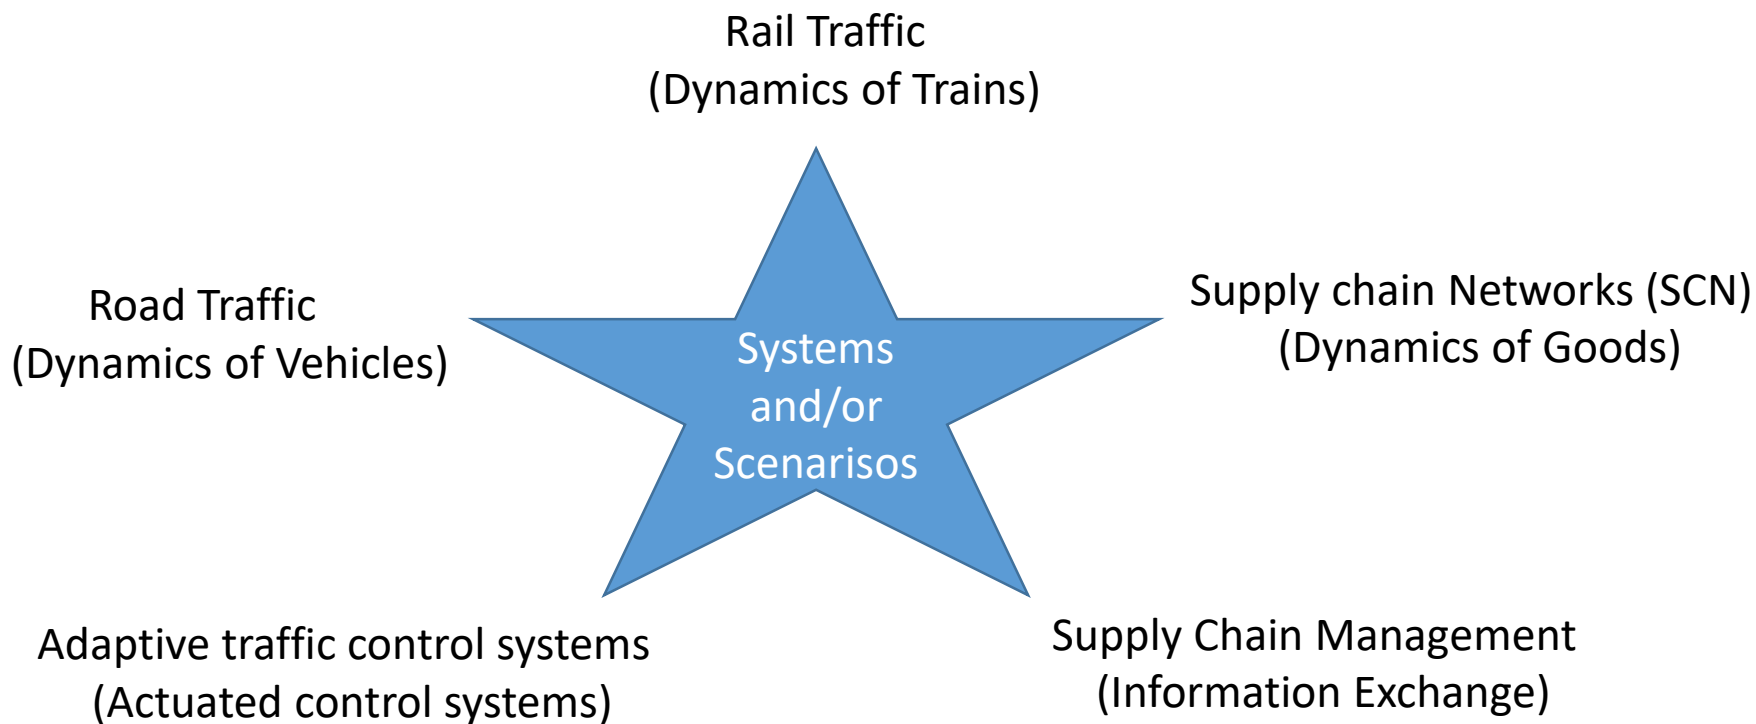 Rail Traffic
(Dynamics of Trains)
Road Traffic
(Dynamics of Vehicles)
Supply chain Networks (SCN)
(Dynamics of Goods)
Systems
and/or
Scenarisos
Adaptive traffic control systems
(Actuated control systems)
Supply Chain Management
(Information Exchange)